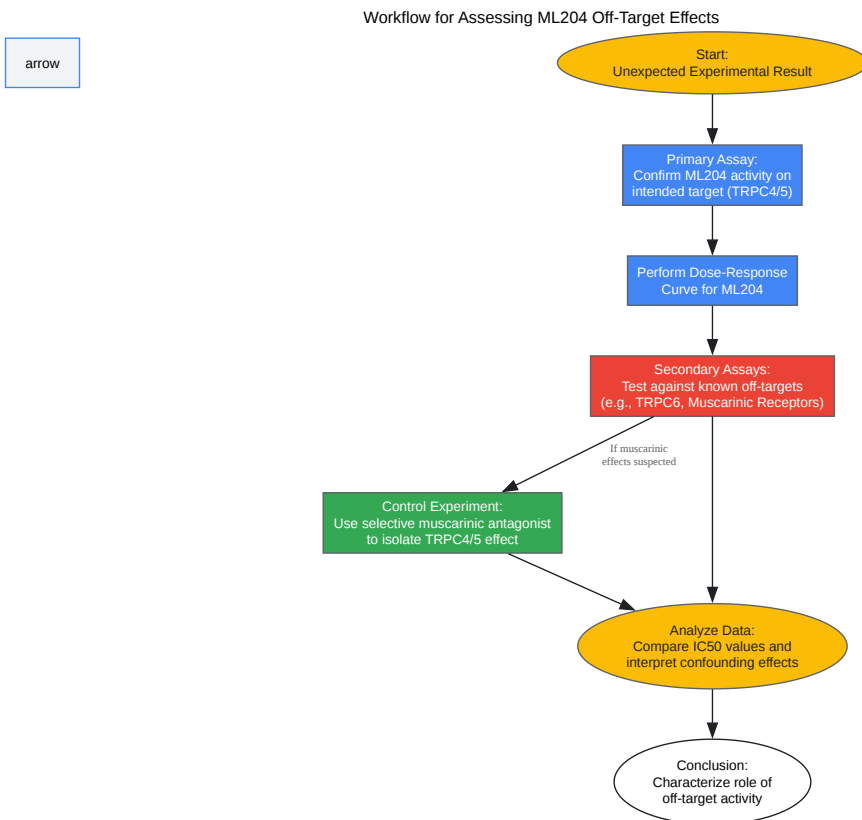 Workflow for Assessing ML204 Off-Target Effects
arrow
Start:
Unexpected Experimental Result
Primary Assay:
Confirm ML204 activity on
intended target (TRPC4/5)
Perform Dose-Response
Curve for ML204
Secondary Assays:
Test against known off-targets
(e.g., TRPC6, Muscarinic Receptors)
If muscarinic
effects suspected
Control Experiment:
Use selective muscarinic antagonist
to isolate TRPC4/5 effect
Analyze Data:
Compare IC50 values and
interpret confounding effects
Conclusion:
Characterize role of
off-target activity